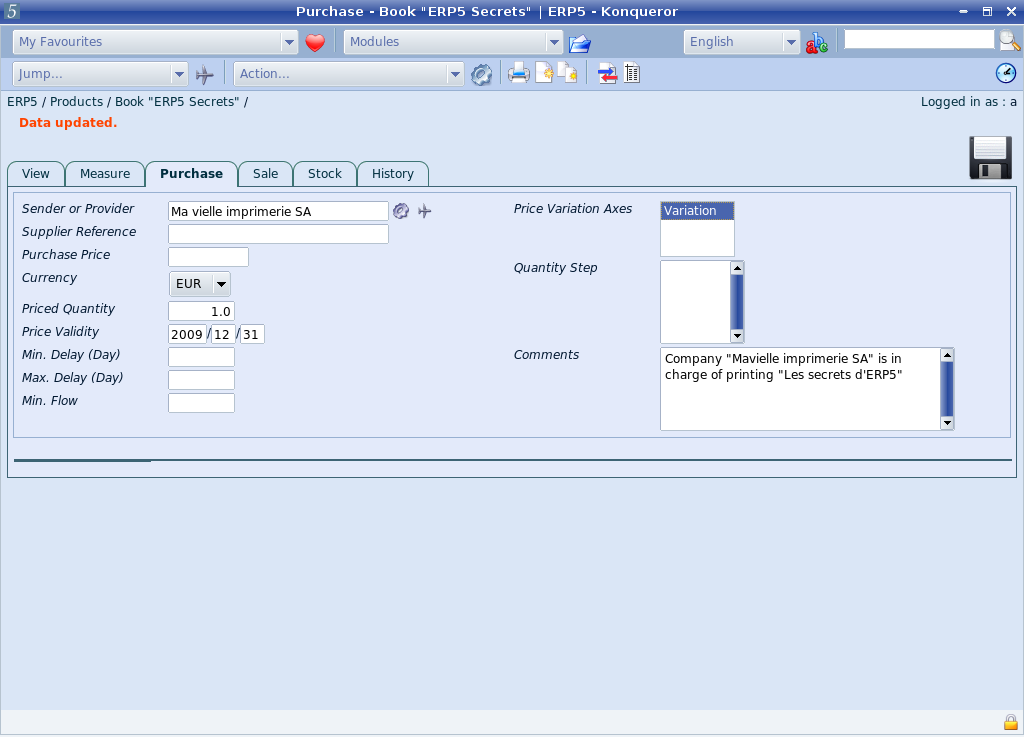 5 Purchase - Book "ERP5 Secrets" | ERP5 - Konqueror
My Favourites Modules English abc
Jump... Action...
ERP5 / Products / Book "ERP5 Secrets" / Logged in as : a
Data updated.
View Measure Purchase Sale Stock History
Sender or Provider Ma vielle imprimerie SA
Supplier Reference
Purchase Price
Currency EUR
Priced Quantity 1.0
Price Validity 2009/12/31
Min. Delay (Day)
Max. Delay (Day)
Min. Flow
Price Variation Axes Variation
Quantity Step
Comments Company "Mavielle imprimerie SA" is in
charge of printing "Les secrets d'ERP5"